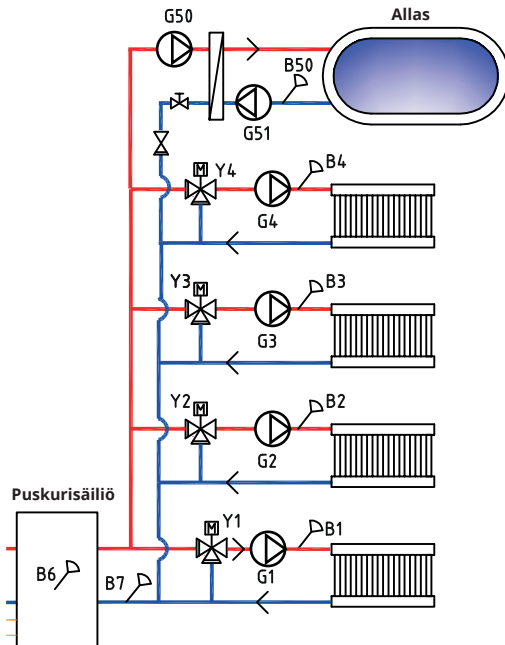 G50
Allas
B50
G51
Y4
B4
G4
Y3
B3
G3
Y2
B2
G2
Puskurisäiliö
Y1
B1
B6
B7
G1
M
M
M
M